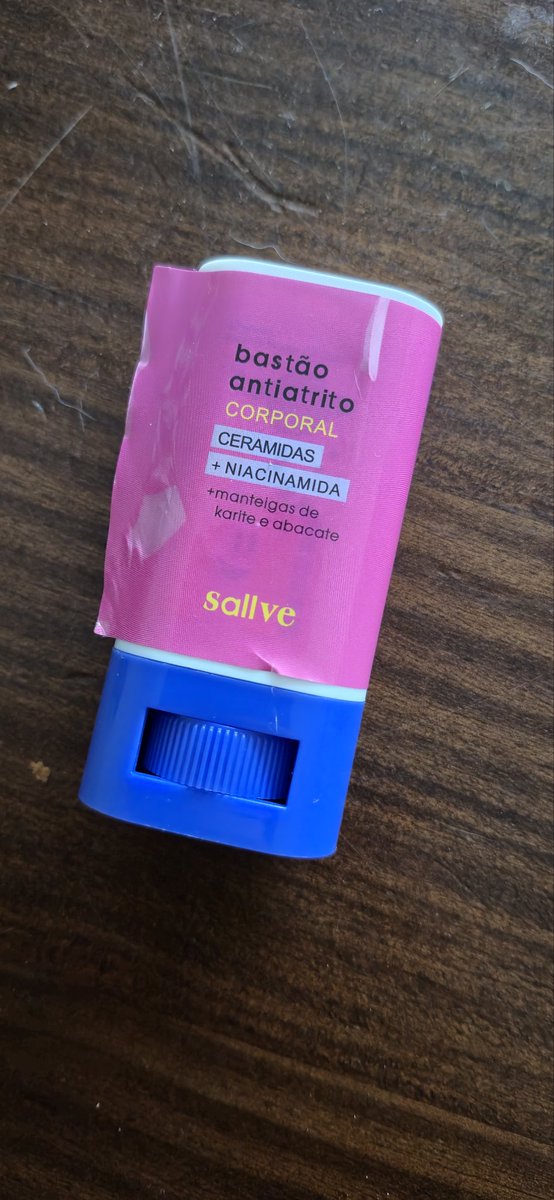 bastão
antiatrito
CORPORAL
CERAMIDAS
+ NIACINAMIDA
+manteigas de
karite e abacate
sallve